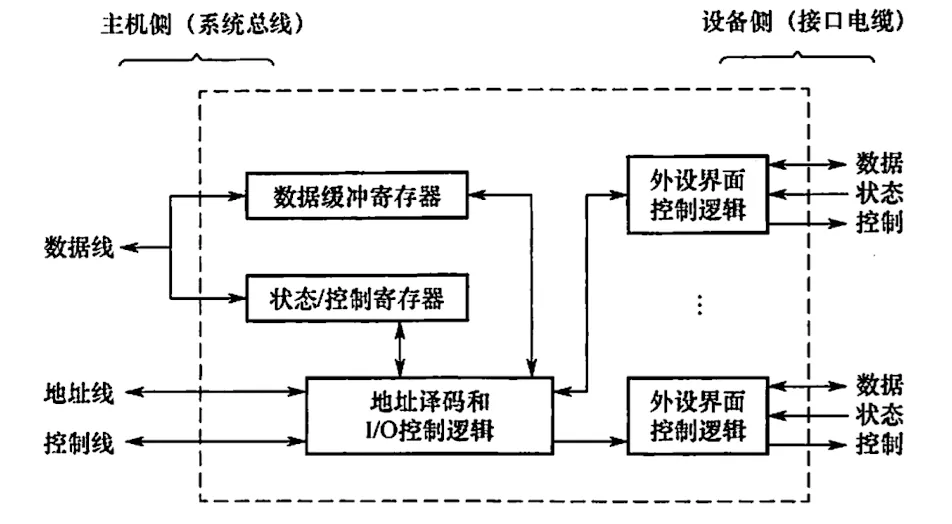 主机侧（系统总线）
设备侧（接口电缆）
数据缓冲寄存器
外设界面
控制逻辑
数据
状态
控制
数据线
状态/控制寄存器
⋮
地址线
控制线
地址译码和
I/O控制逻辑
外设界面
控制逻辑
数据
状态
控制